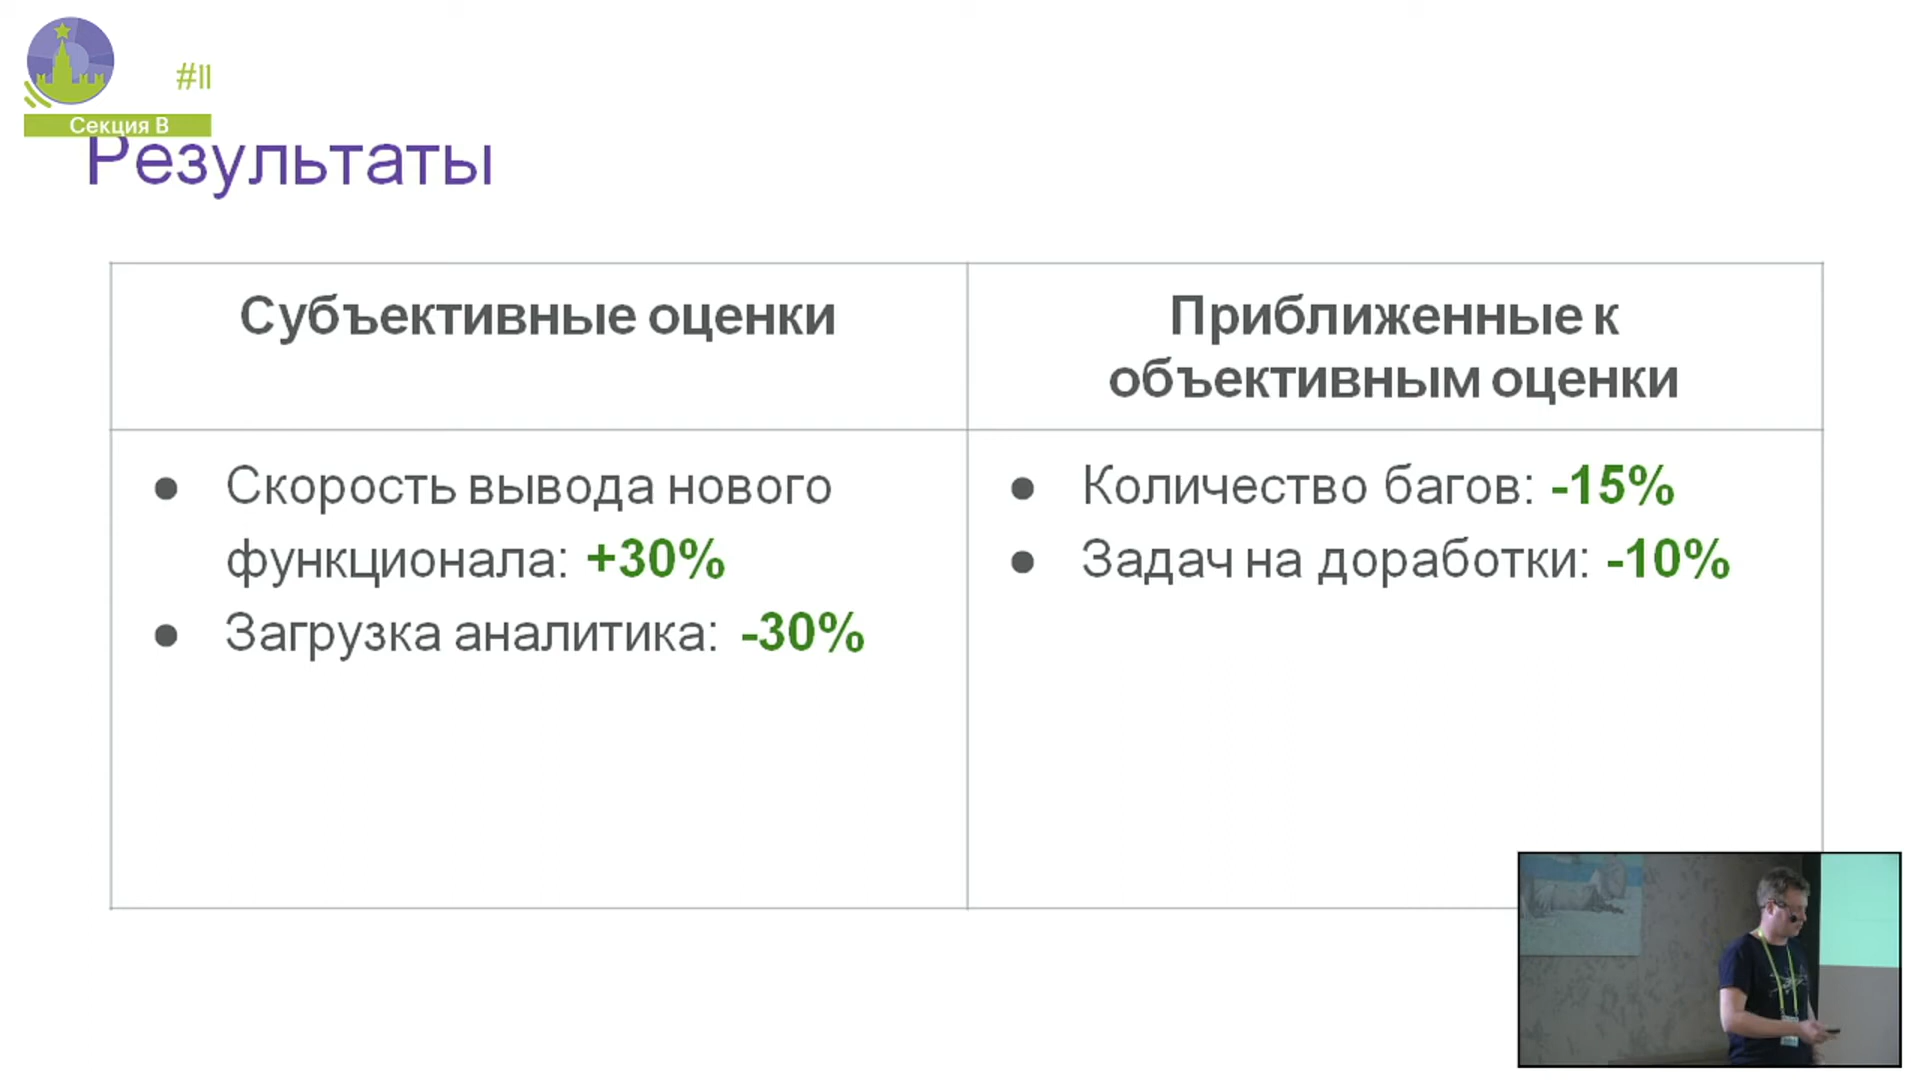 #11
Секция В
Результаты
Субъективные оценки
Приближенные к
объективным оценки
● Скорость вывода нового
функционала: +30%
● Загрузка аналитика: -30%
● Количество багов: -15%
● Задач на доработки: -10%